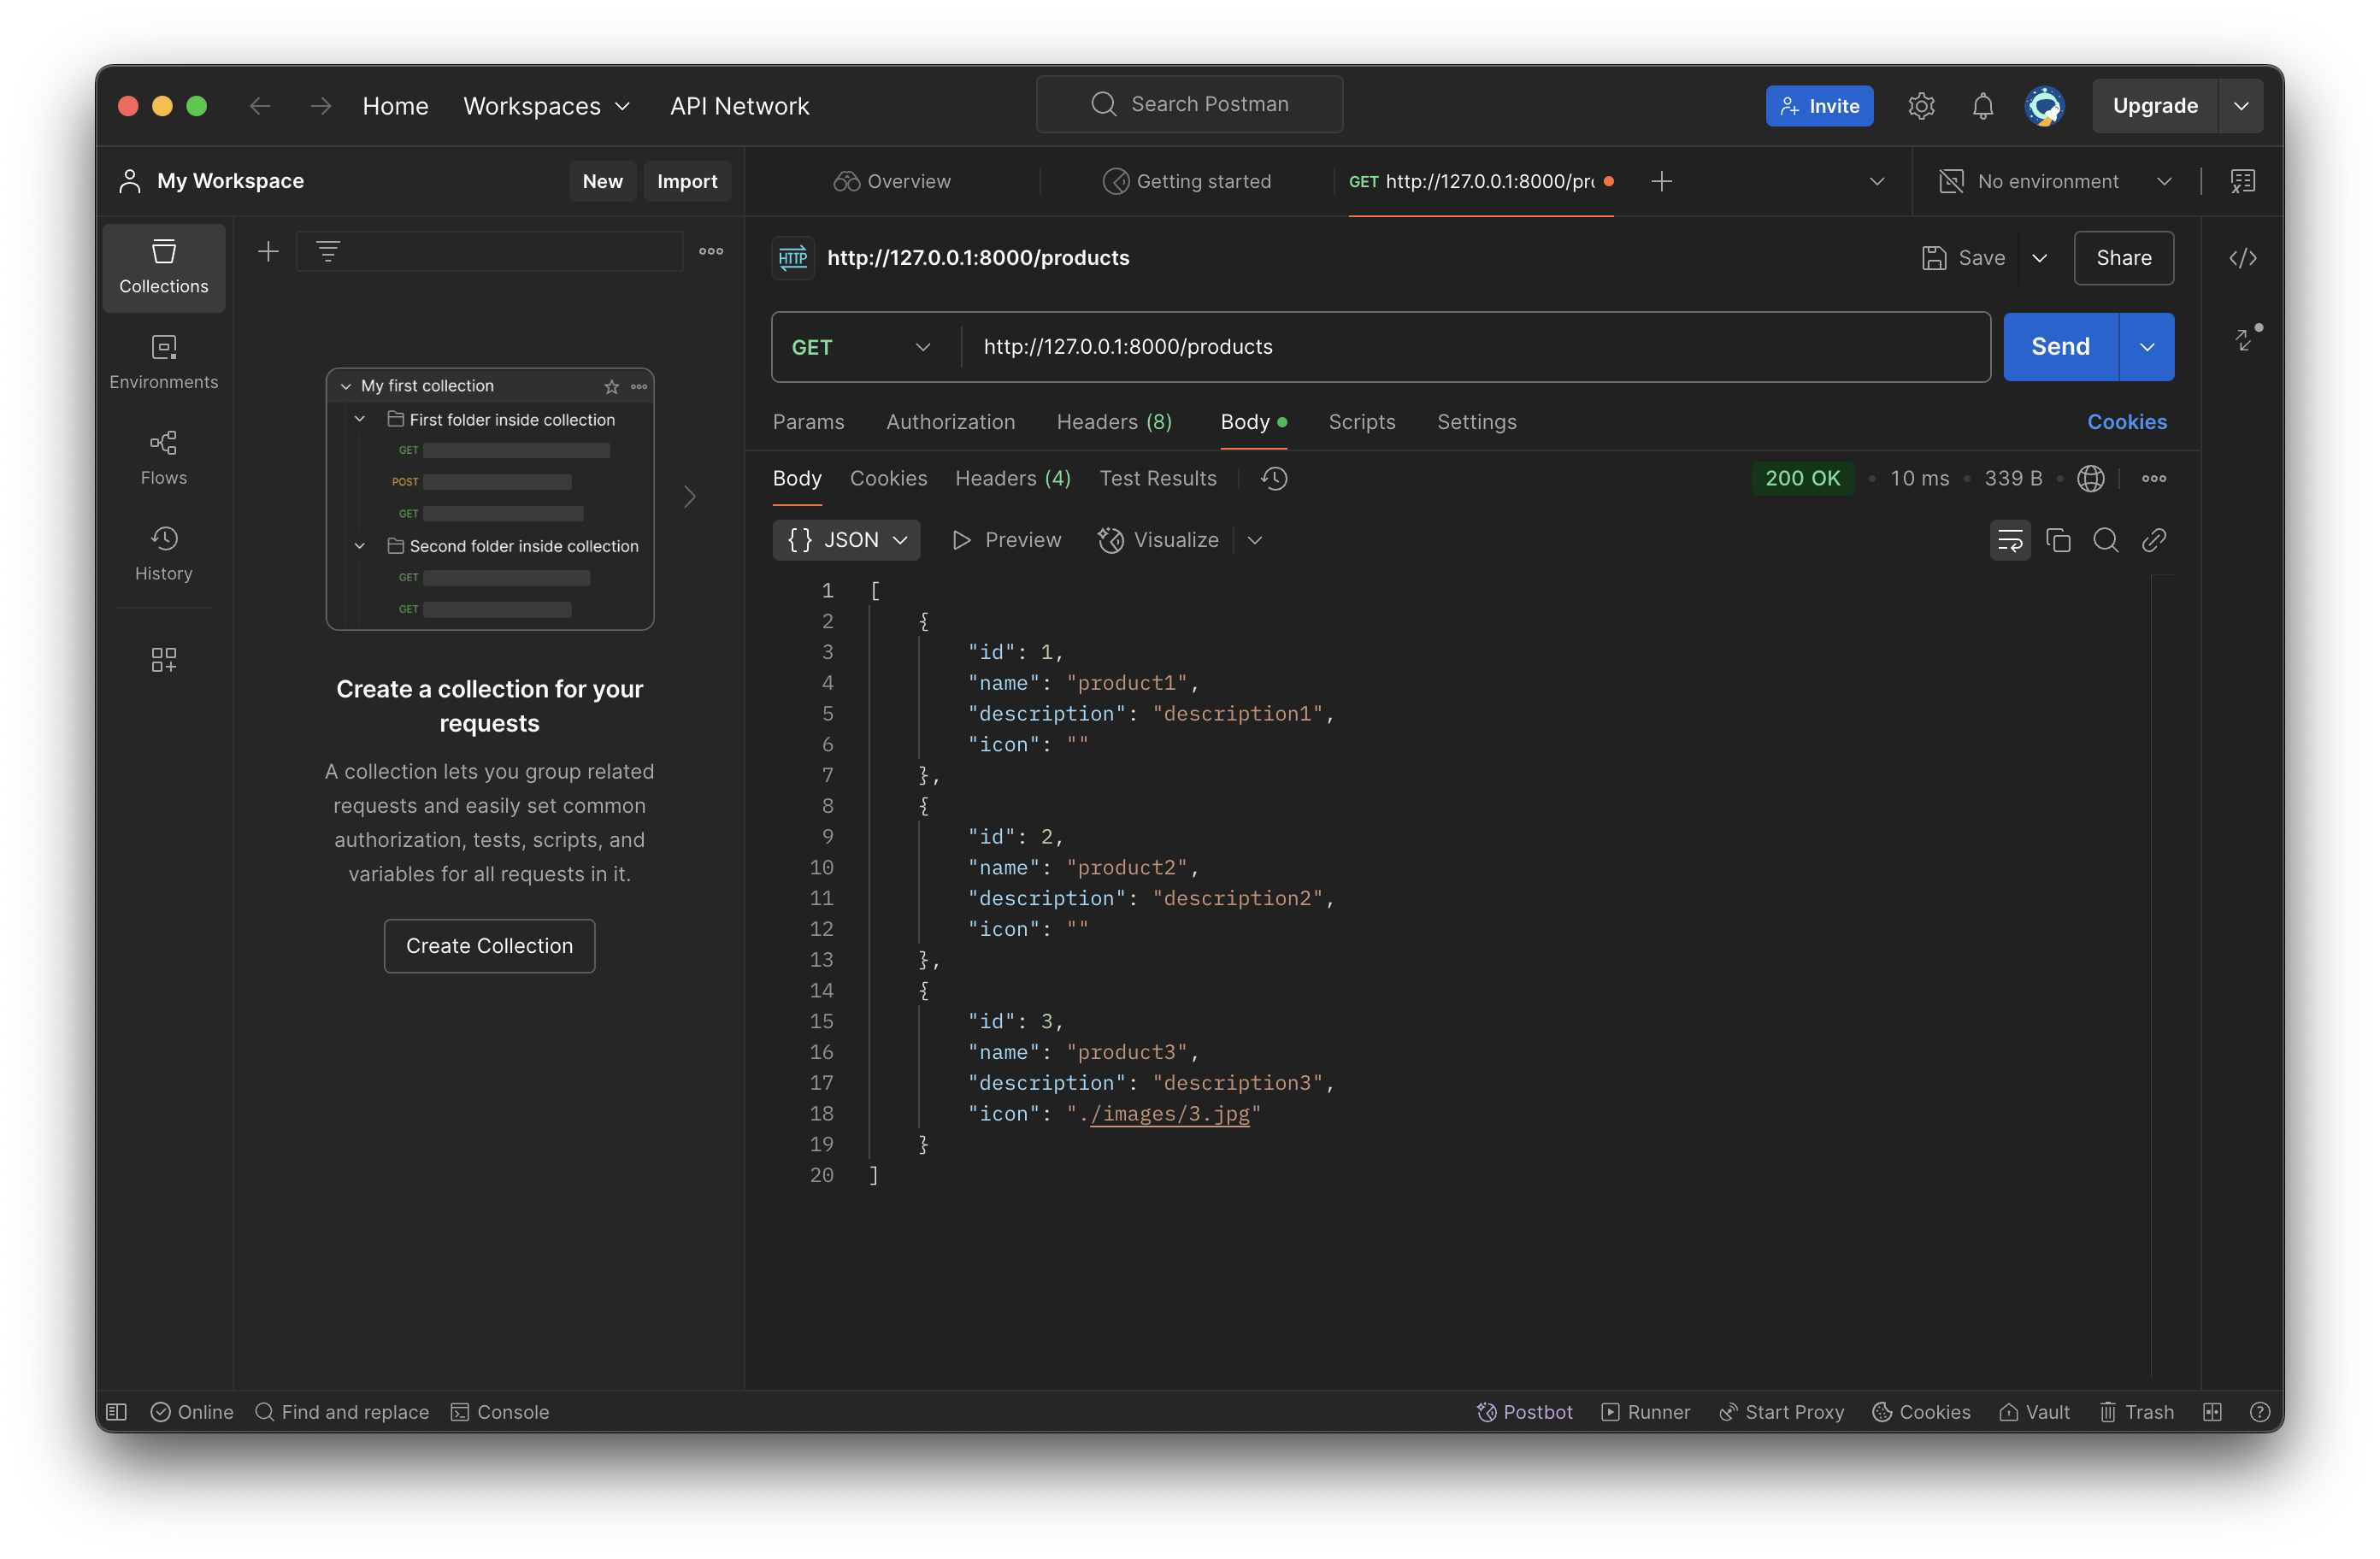 Home Workspaces API Network Search Postman Invite Upgrade
My Workspace New Import Overview Getting started GET http://127.0.0.1:8000/pr No environment
Collections
Environments
Flows
History
My first collection
First folder inside collection
GET
POST
GET
Second folder inside collection
GET
GET
Create a collection for your
requests
A collection lets you group related
requests and easily set common
authorization, tests, scripts, and
variables for all requests in it.
Create Collection
HTTP http://127.0.0.1:8000/products Save Share
GET http://127.0.0.1:8000/products Send
Params Authorization Headers (8) Body Scripts Settings Cookies
Body Cookies Headers (4) Test Results 200 OK 10 ms 339 B
{ } JSON Preview Visualize
1 [
2 {
3 "id": 1,
4 "name": "product1",
5 "description": "description1",
6 "icon": ""
7 },
8 {
9 "id": 2,
10 "name": "product2",
11 "description": "description2",
12 "icon": ""
13 },
14 {
15 "id": 3,
16 "name": "product3",
17 "description": "description3",
18 "icon": "./images/3.jpg"
19 }
20 ]
Online Find and replace Console Postbot Runner Start Proxy Cookies Vault Trash